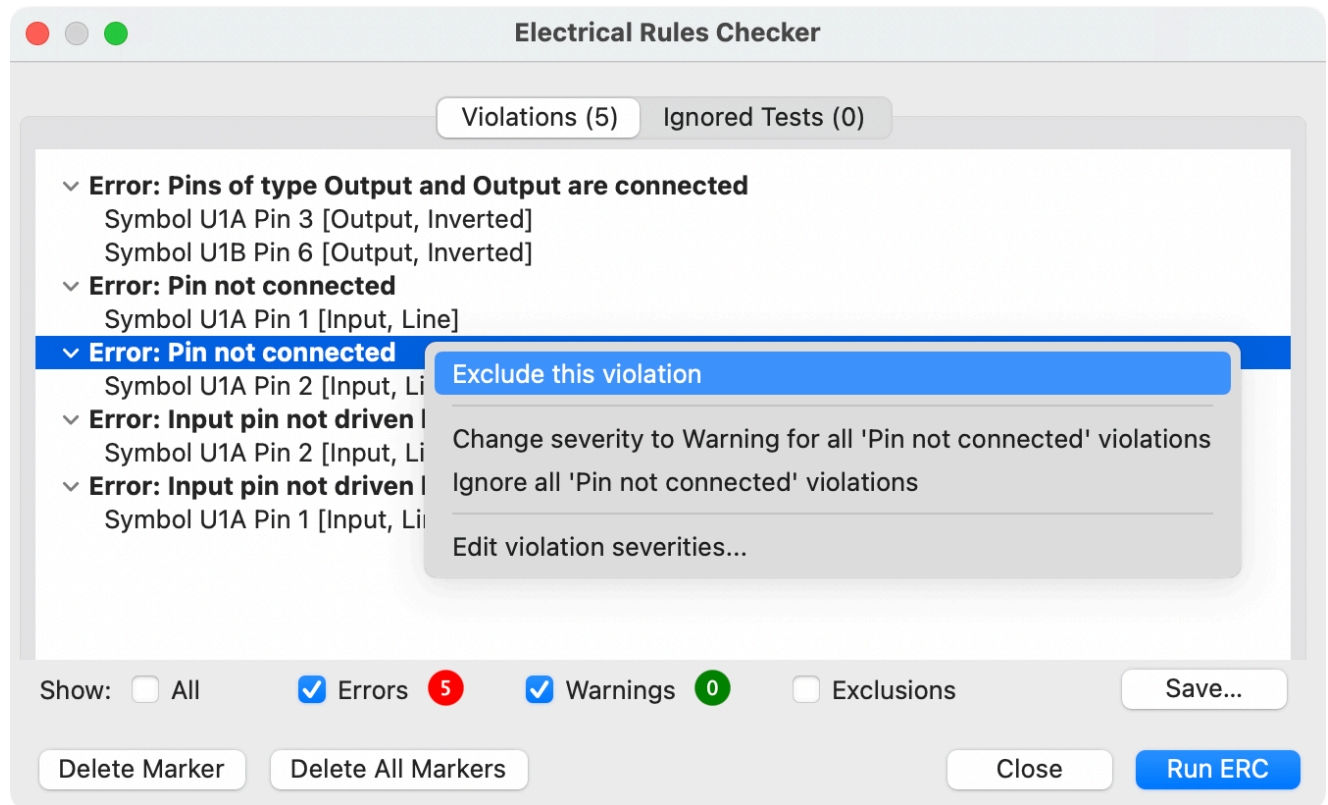 Electrical Rules Checker
Violations (5) Ignored Tests (0)
Error: Pins of type Output and Output are connected
Symbol U1A Pin 3 [Output, Inverted]
Symbol U1B Pin 6 [Output, Inverted]
Error: Pin not connected
Symbol U1A Pin 1 [Input, Line]
Error: Pin not connected
Exclude this violation
Symbol U1A Pin 2 [Input, Li
Error: Input pin not driven
Change severity to Warning for all 'Pin not connected' violations
Symbol U1A Pin 2 [Input, Li
Ignore all 'Pin not connected' violations
Error: Input pin not driven
Symbol U1A Pin 1 [Input, Li
Edit violation severities...
Show: All Errors 5 Warnings 0 Exclusions Save...
Delete Marker Delete All Markers Close Run ERC